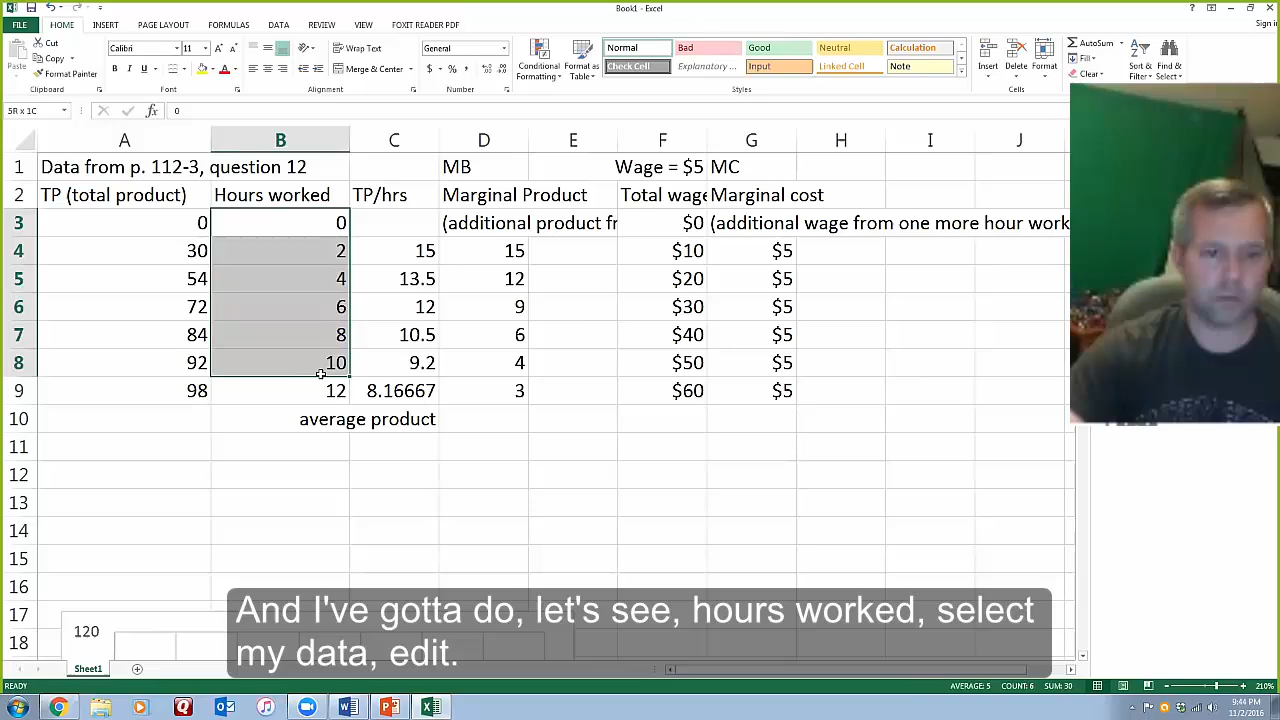 Book1 - Excel
Sign in
FILE HOME INSERT PAGE LAYOUT FORMULAS DATA REVIEW VIEW FOXIT READER PDF
Cut
Copy
Format Painter
Paste
Calibri 11
Wrap Text
Merge & Center
General
Conditional Formatting
Format as Table
Normal Bad Good Neutral Calculation
Check Cell Explanatory ... Input Linked Cell Note
Insert Delete Format
AutoSum
Fill
Clear
Sort & Filter
Find & Select
Clipboard Font Alignment Number Styles Cells Editing
5R x 1C 0
A B C D E F G H I J
1 Data from p. 112-3, question 12 MB Wage = $5 MC
2 TP (total product) Hours worked TP/hrs Marginal Product Total wage Marginal cost
3 0 0 (additional product fr $0 (additional wage from one more hour work
4 30 2 15 15 $10 $5
5 54 4 13.5 12 $20 $5
6 72 6 12 9 $30 $5
7 84 8 10.5 6 $40 $5
8 92 10 9.2 4 $50 $5
9 98 12 8.16667 3 $60 $5
10 average product
11
12
13
14
15
16
17
18
120
And I've gotta do, let's see, hours worked, select
my data, edit.
Sheet1
READY AVERAGE: 5 COUNT: 6 SUM: 30 210%
9:44 PM
11/2/2016